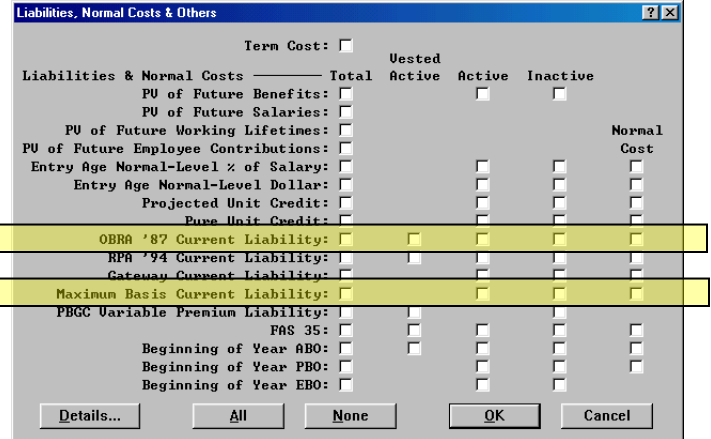 Liabilities, Normal Costs & Others
Term Cost:
Vested
Liabilities & Normal Costs Total Active Active Inactive
PV of Future Benefits:
PV of Future Salaries:
PV of Future Working Lifetimes: Normal
PV of Future Employee Contributions: Cost
Entry Age Normal-Level % of Salary:
Entry Age Normal-Level Dollar:
Projected Unit Credit:
Pure Unit Credit:
OBRA '87 Current Liability:
RPA '94 Current Liability:
Gateway Current Liability:
Maximum Basis Current Liability:
PBGC Variable Premium Liability:
FAS 35:
Beginning of Year ABO:
Beginning of Year PBO:
Beginning of Year EBO:
Details... All None OK Cancel